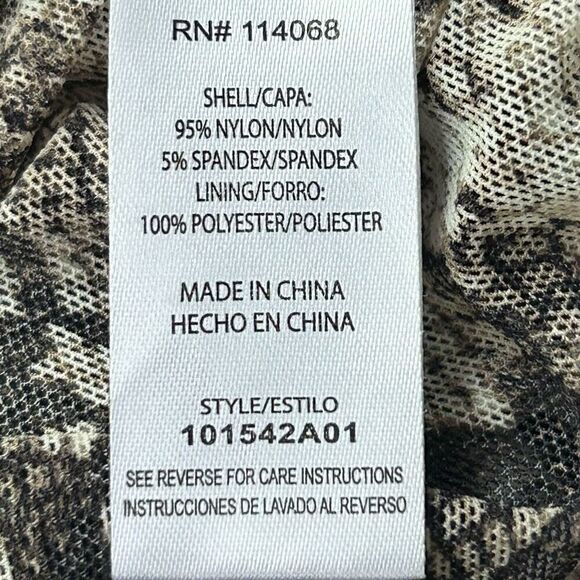 RN# 114068
SHELL/CAPA:
95% NYLON/NYLON
5% SPANDEX/SPANDEX
LINING/FORRO:
100% POLYESTER/POLIESTER
MADE IN CHINA
HECHO EN CHINA
STYLE/ESTILO
101542A01
SEE REVERSE FOR CARE INSTRUCTIONS
INSTRUCCIONES DE LAVADO AL REVERSO